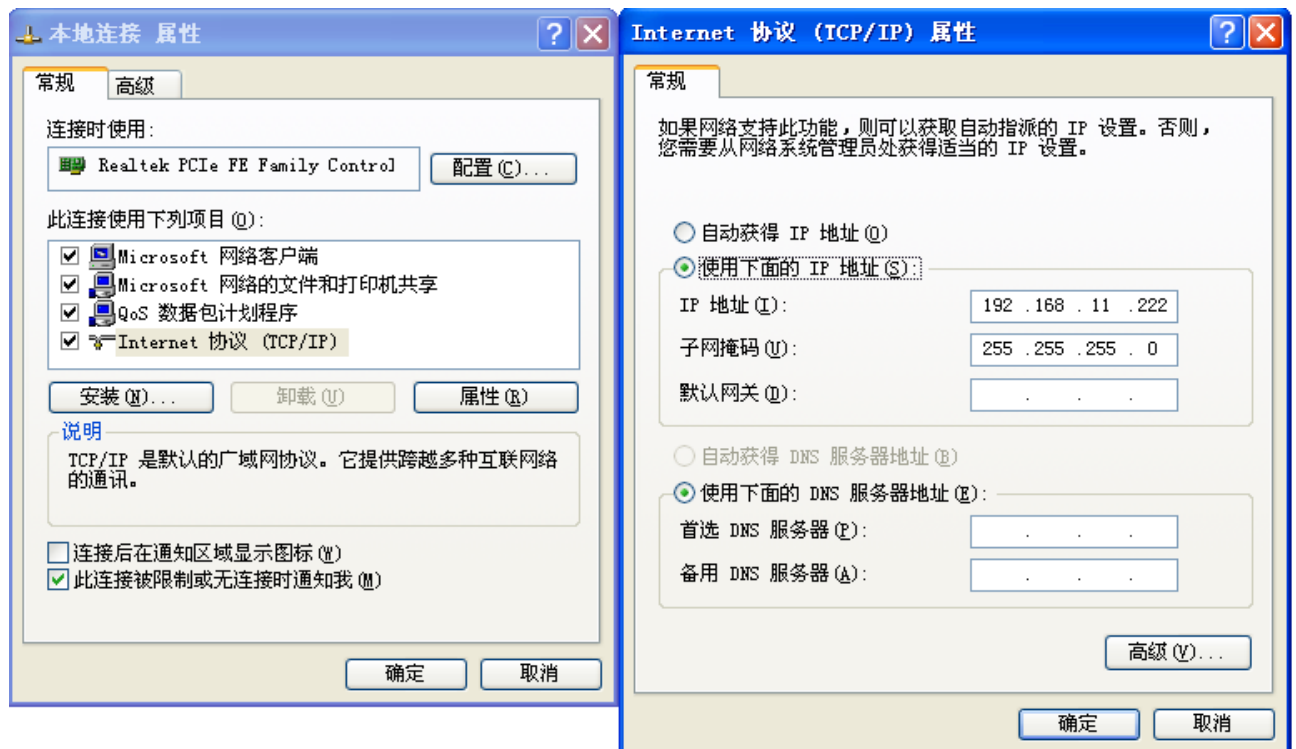 本地连接 属性
常规
高级
连接时使用:
Realtek PCIe FE Family Control
配置(C)...
此连接使用下列项目(O):
Microsoft 网络客户端
Microsoft 网络的文件和打印机共享
QoS 数据包计划程序
Internet 协议 (TCP/IP)
安装(N)...
卸载(U)
属性(R)
说明
TCP/IP 是默认的广域网协议。它提供跨越多种互联网络
的通讯。
连接后在通知区域显示图标(W)
此连接被限制或无连接时通知我(M)
确定
取消
Internet 协议 (TCP/IP) 属性
常规
如果网络支持此功能,则可以获取自动指派的 IP 设置。否则,
您需要从网络系统管理员处获得适当的 IP 设置。
自动获得 IP 地址(O)
使用下面的 IP 地址(S):
IP 地址(I):
192 .168 . 11 .222
子网掩码(U):
255 .255 .255 . 0
默认网关(D):
. . .
自动获得 DNS 服务器地址(B)
使用下面的 DNS 服务器地址(E):
首选 DNS 服务器(P):
. . .
备用 DNS 服务器(A):
. . .
高级(V)...
确定
取消